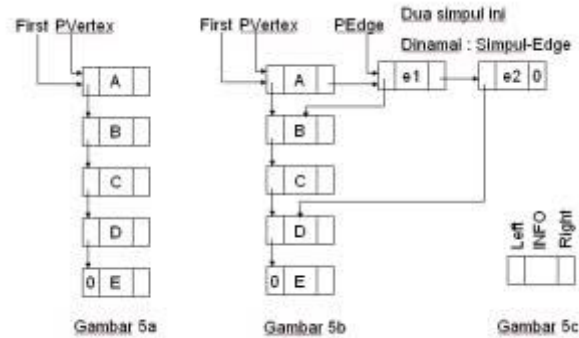 First PVertex
A
B
C
D
0 E
Gambar 5a
First PVertex
PEdge
Dua simpul ini
Dinamai : Simpul-Edge
A
e1
e2 0
B
C
D
0 E
Gambar 5b
Left
INFO
Right
Gambar 5c